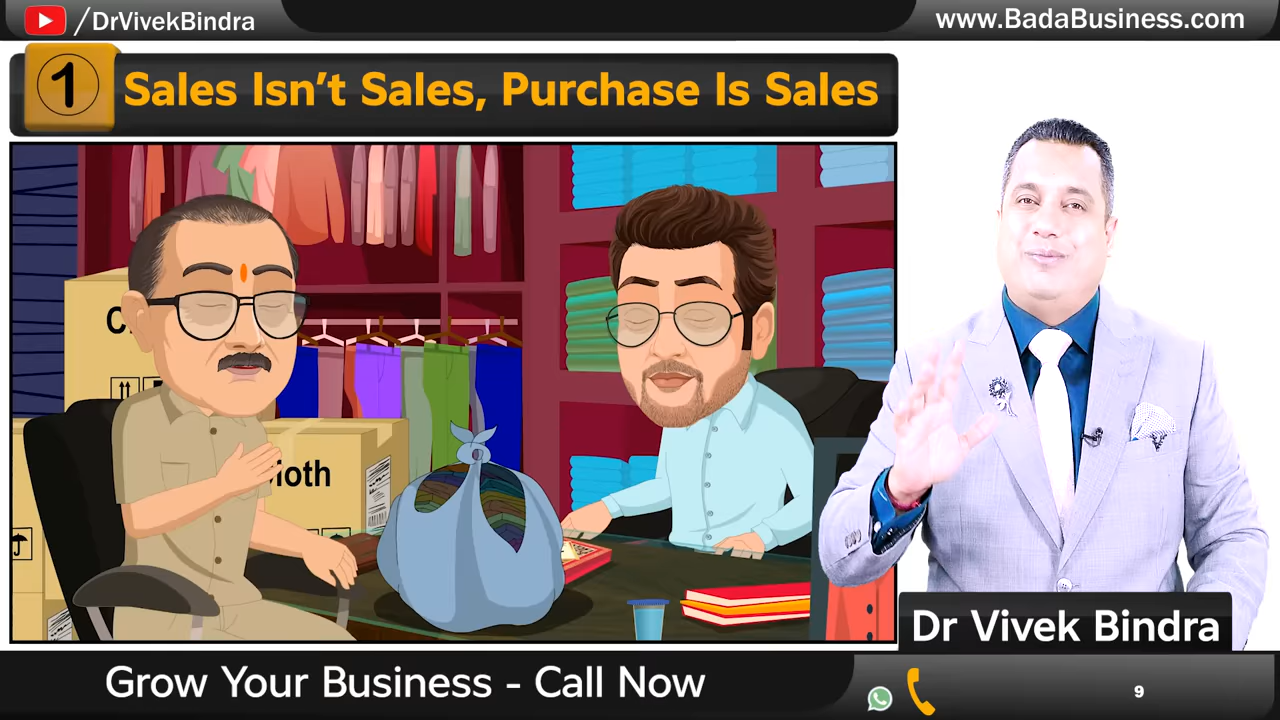 /DrVivekBindra
www.BadaBusiness.com
1 Sales Isn't Sales, Purchase Is Sales
C
loth
Dr Vivek Bindra
Grow Your Business - Call Now
9